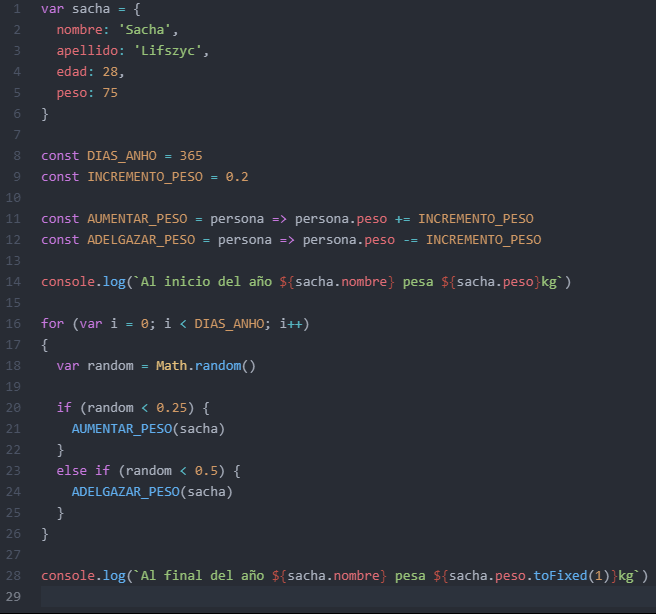 1 var sacha = {
2   nombre: 'Sacha',
3   apellido: 'Lifszyc',
4   edad: 28,
5   peso: 75
6 }
7
8 const DIAS_ANHO = 365
9 const INCREMENTO_PESO = 0.2
10
11 const AUMENTAR_PESO = persona => persona.peso += INCREMENTO_PESO
12 const ADELGAZAR_PESO = persona => persona.peso -= INCREMENTO_PESO
13
14 console.log(`Al inicio del año ${sacha.nombre} pesa ${sacha.peso}kg`)
15
16 for (var i = 0; i < DIAS_ANHO; i++)
17 {
18   var random = Math.random()
19
20   if (random < 0.25) {
21     AUMENTAR_PESO(sacha)
22   }
23   else if (random < 0.5) {
24     ADELGAZAR_PESO(sacha)
25   }
26 }
27
28 console.log(`Al final del año ${sacha.nombre} pesa ${sacha.peso.toFixed(1)}kg`)
29